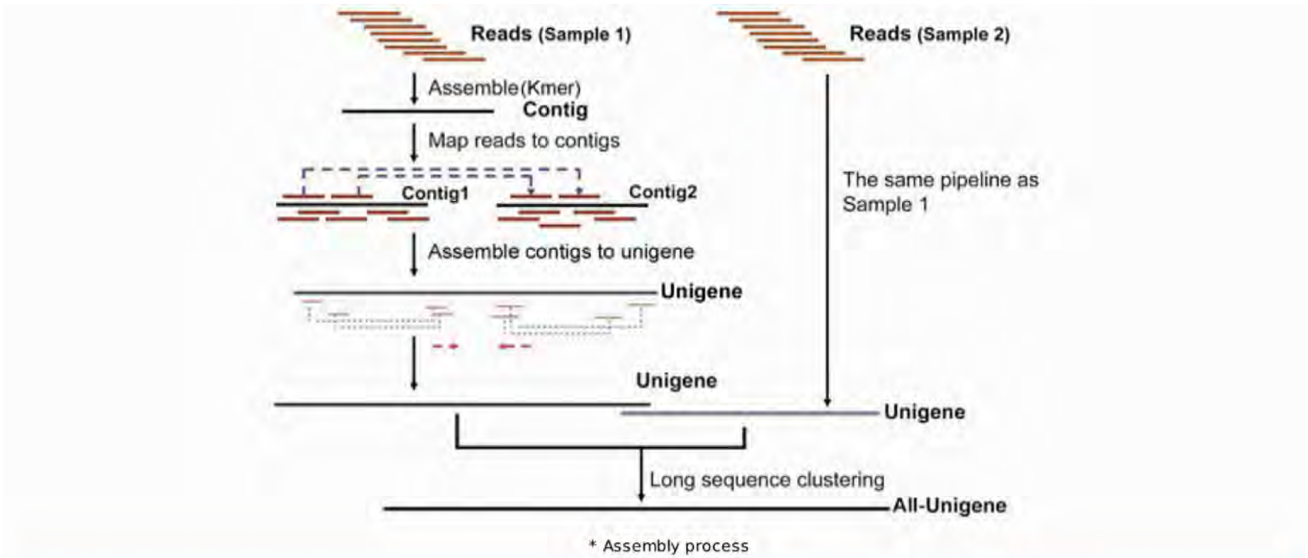 Reads (Sample 1)
Reads (Sample 2)
Assemble(Kmer)
Contig
Map reads to contigs
Contig1
Contig2
The same pipeline as
Sample 1
Assemble contigs to unigene
Unigene
Unigene
Unigene
Long sequence clustering
All-Unigene
* Assembly process